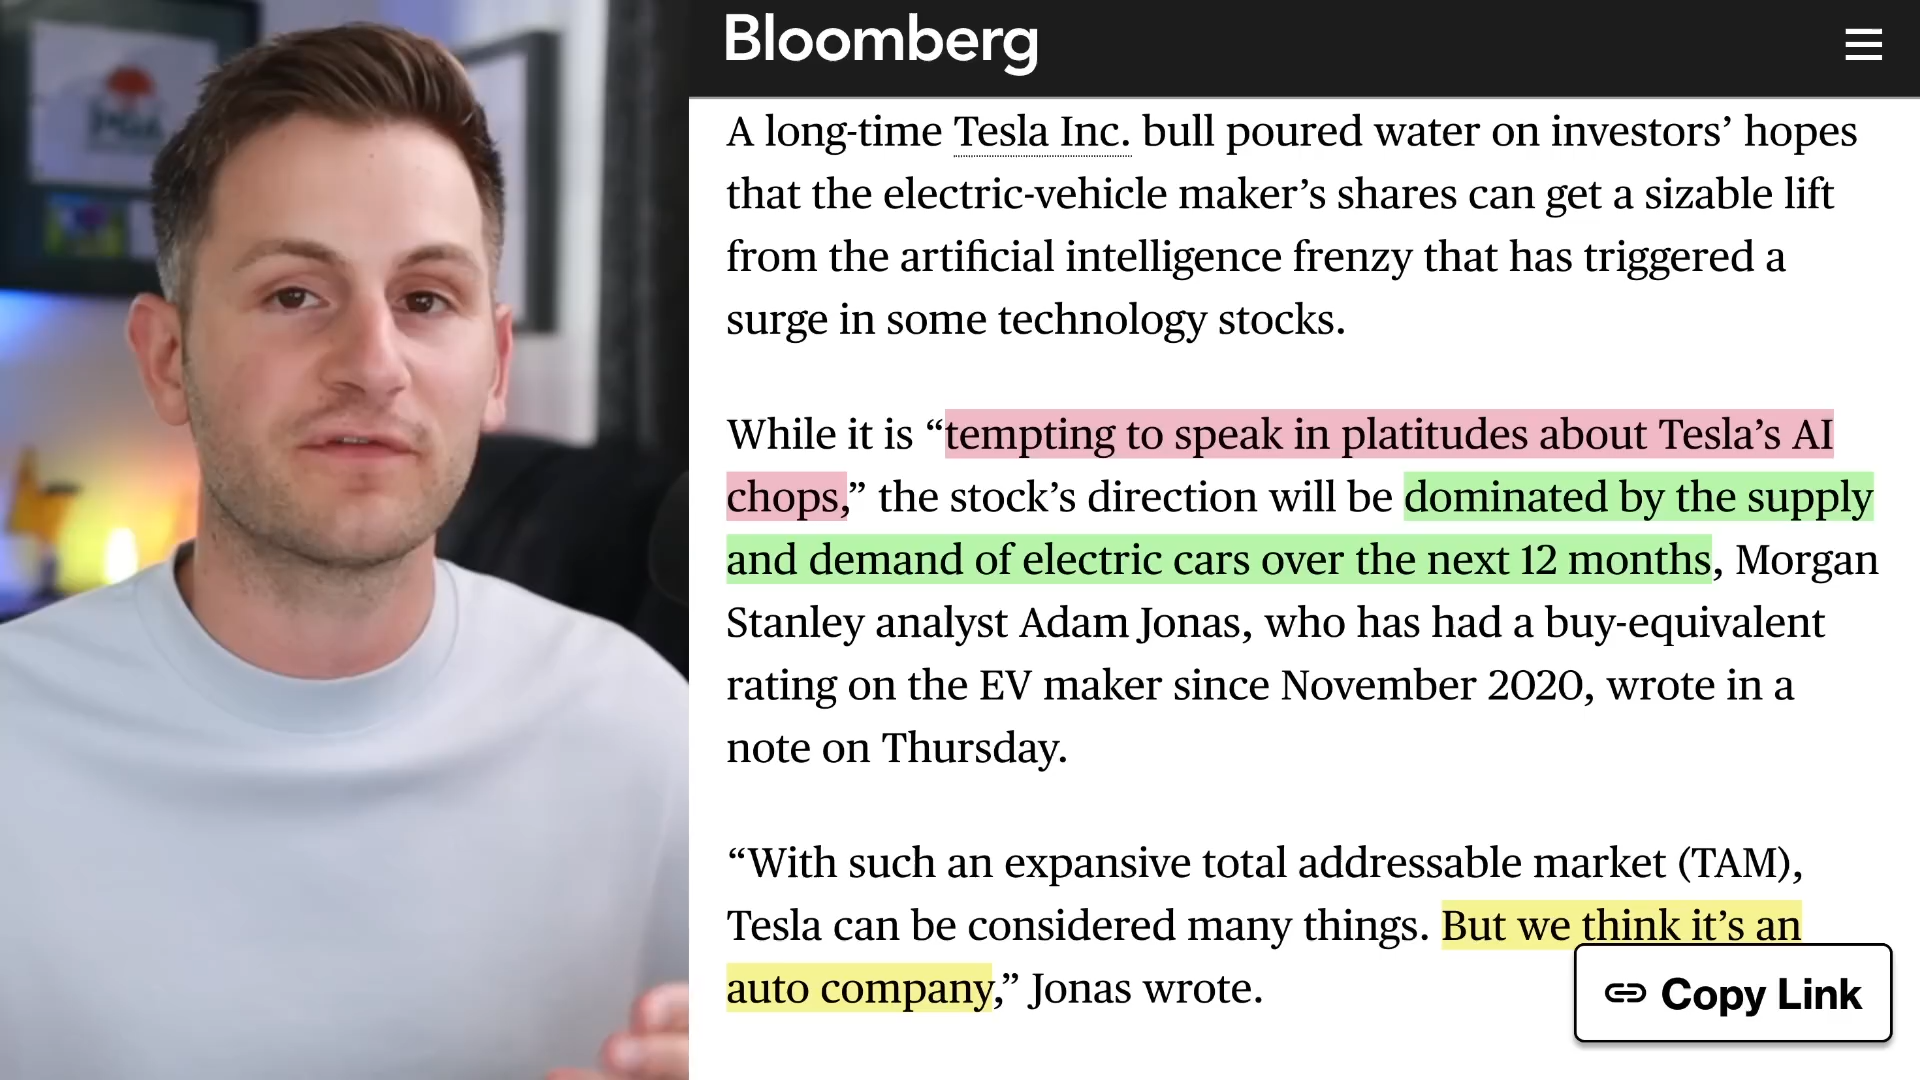 Bloomberg
A long-time Tesla Inc. bull poured water on investors’ hopes
that the electric-vehicle maker’s shares can get a sizable lift
from the artificial intelligence frenzy that has triggered a
surge in some technology stocks.
While it is “tempting to speak in platitudes about Tesla’s AI
chops,” the stock’s direction will be dominated by the supply
and demand of electric cars over the next 12 months, Morgan
Stanley analyst Adam Jonas, who has had a buy-equivalent
rating on the EV maker since November 2020, wrote in a
note on Thursday.
“With such an expansive total addressable market (TAM),
Tesla can be considered many things. But we think it’s an
auto company,” Jonas wrote.
Copy Link